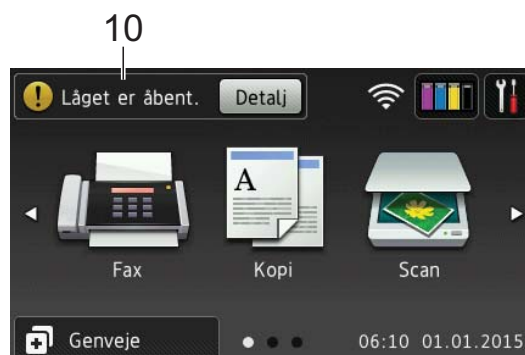 10
Låget er åbent. Detalj
A
Fax Kopi Scan
Genveje 06:10 01.01.2015